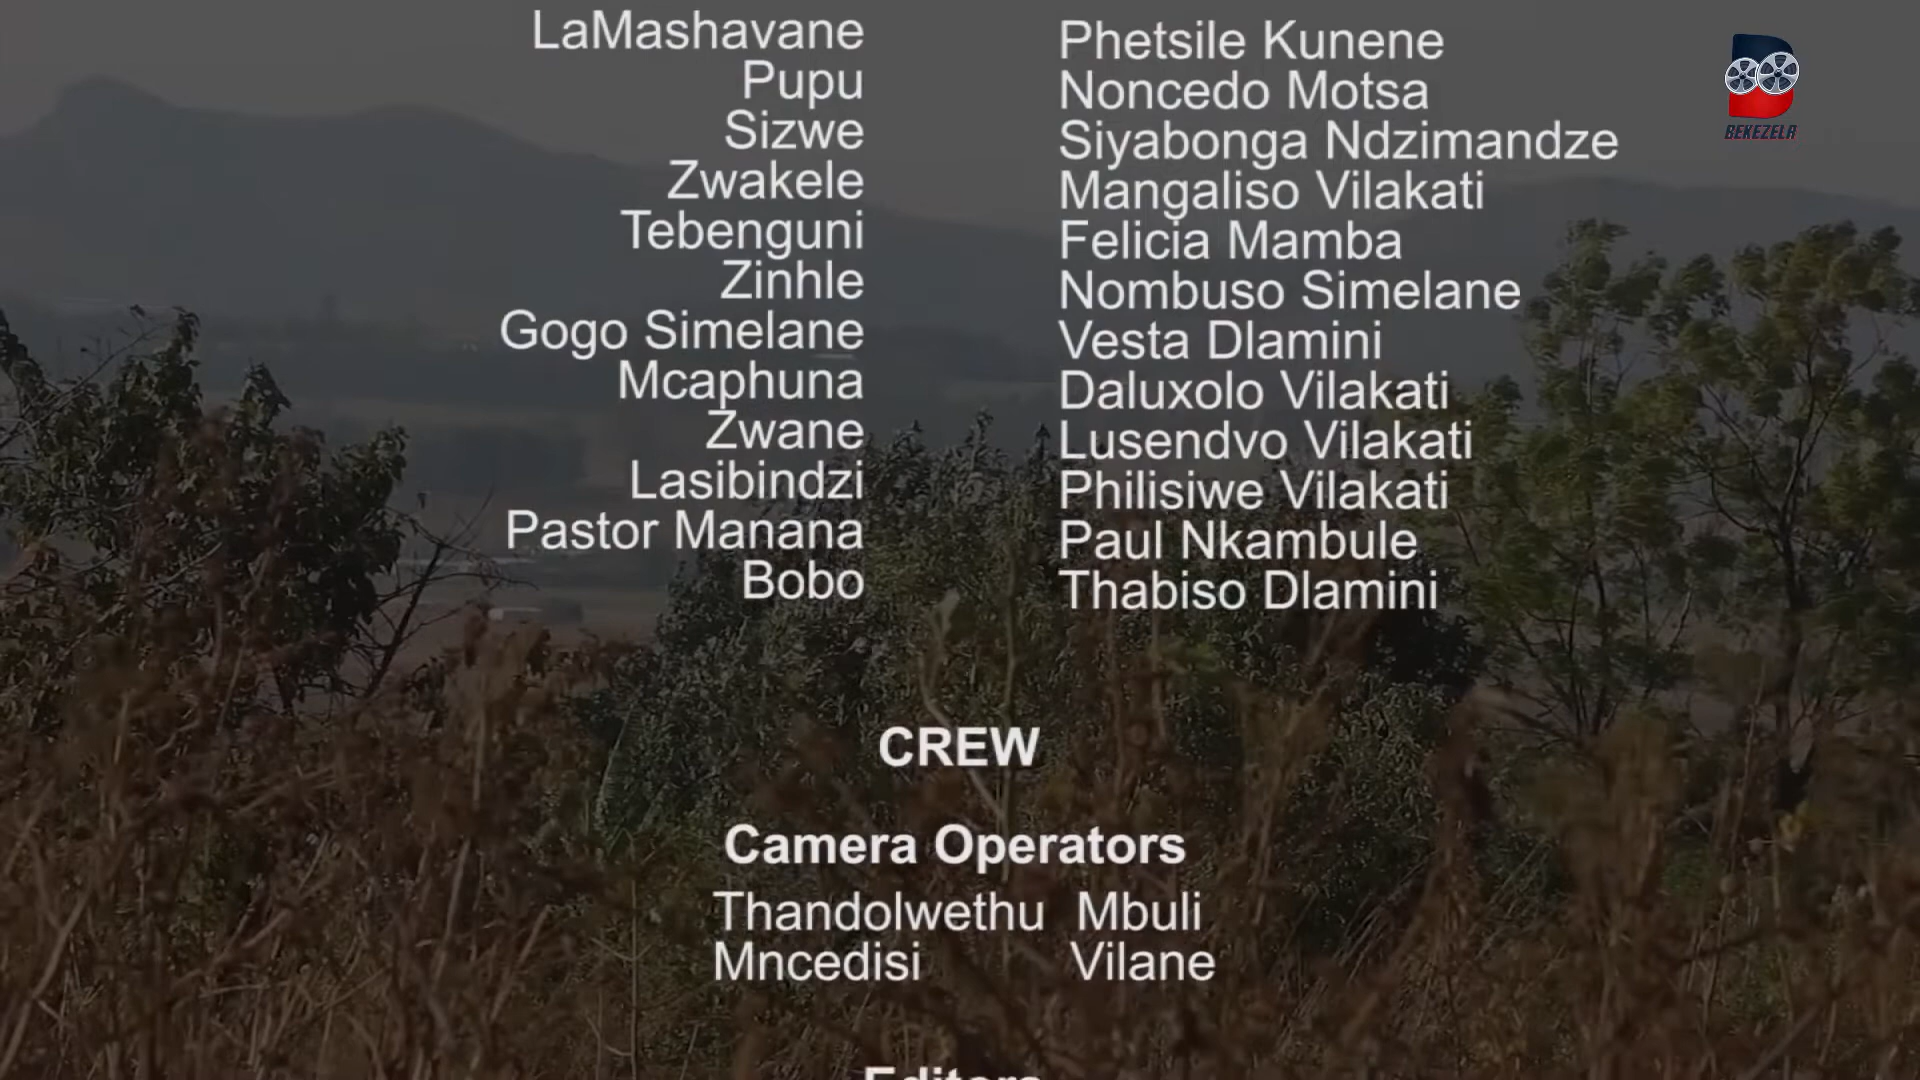 LaMashavane Phetsile Kunene
Pupu Noncedo Motsa
Sizwe Siyabonga Ndzimandze
Zwakele Mangaliso Vilakati
Tebenguni Felicia Mamba
Zinhle Nombuso Simelane
Gogo Simelane Vesta Dlamini
Mcaphuna Daluxolo Vilakati
Zwane Lusendvo Vilakati
Lasibindzi Philisiwe Vilakati
Pastor Manana Paul Nkambule
Bobo Thabiso Dlamini
BEKEZELA
CREW
Camera Operators
Thandolwethu Mbuli
Mncedisi Vilane
Editors